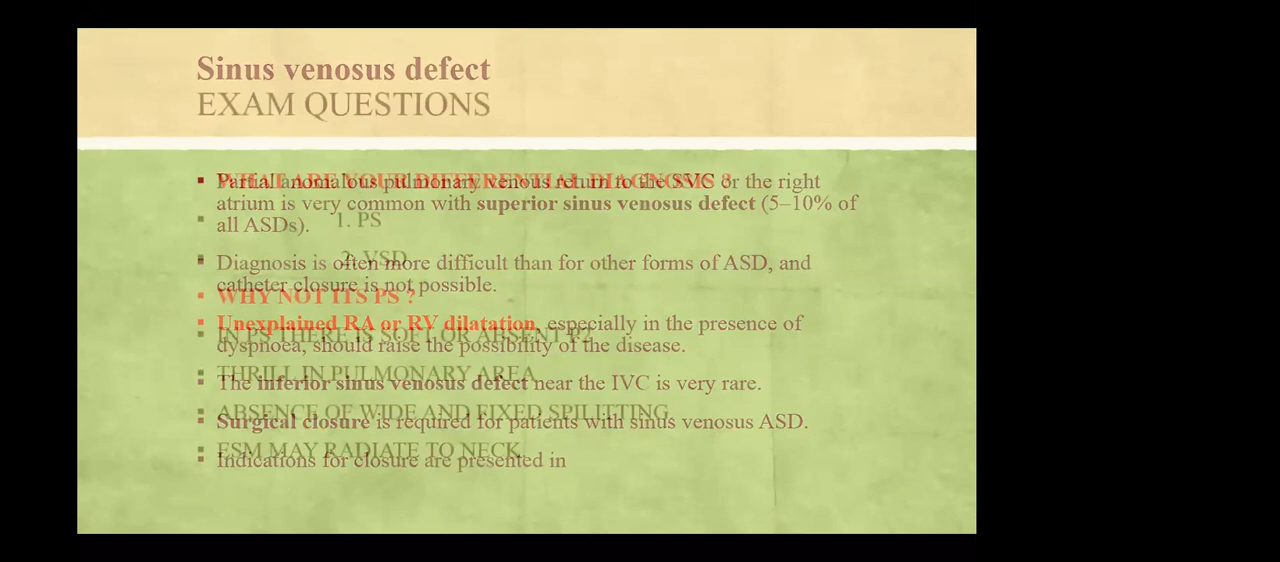 Sinus venosus defect
EXAM QUESTIONS
Partial anomalous pulmonary venous return to the SVC or the right
WHAT ARE YOUR DIFFERENTIAL DIAGNOSIS ?
atrium is very common with superior sinus venosus defect (5–10% of
all ASDs).
1. PS
2. VSD
Diagnosis is often more difficult than for other forms of ASD, and
catheter closure is not possible.
WHY NOT ITS PS ?
Unexplained RA or RV dilatation, especially in the presence of
IN PS THERE IS SOFT OR ABSENT P2
dyspnoea, should raise the possibility of the disease.
THRILL IN PULMONARY AREA
The inferior sinus venosus defect near the IVC is very rare.
ABSENCE OF WIDE AND FIXED SPILITTING
Surgical closure is required for patients with sinus venosus ASD.
ESM MAY RADIATE TO NECK
Indications for closure are presented in